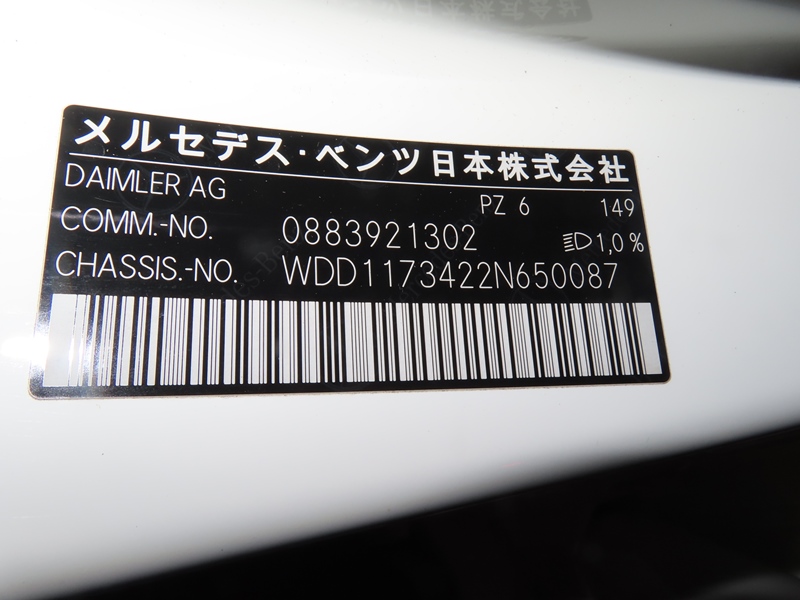 メルセデス・ベンツ日本株式会社
DAIMLER AG PZ 6 149
COMM.-NO. 0883921302 1,0 %
CHASSIS.-NO. WDD1173422N650087